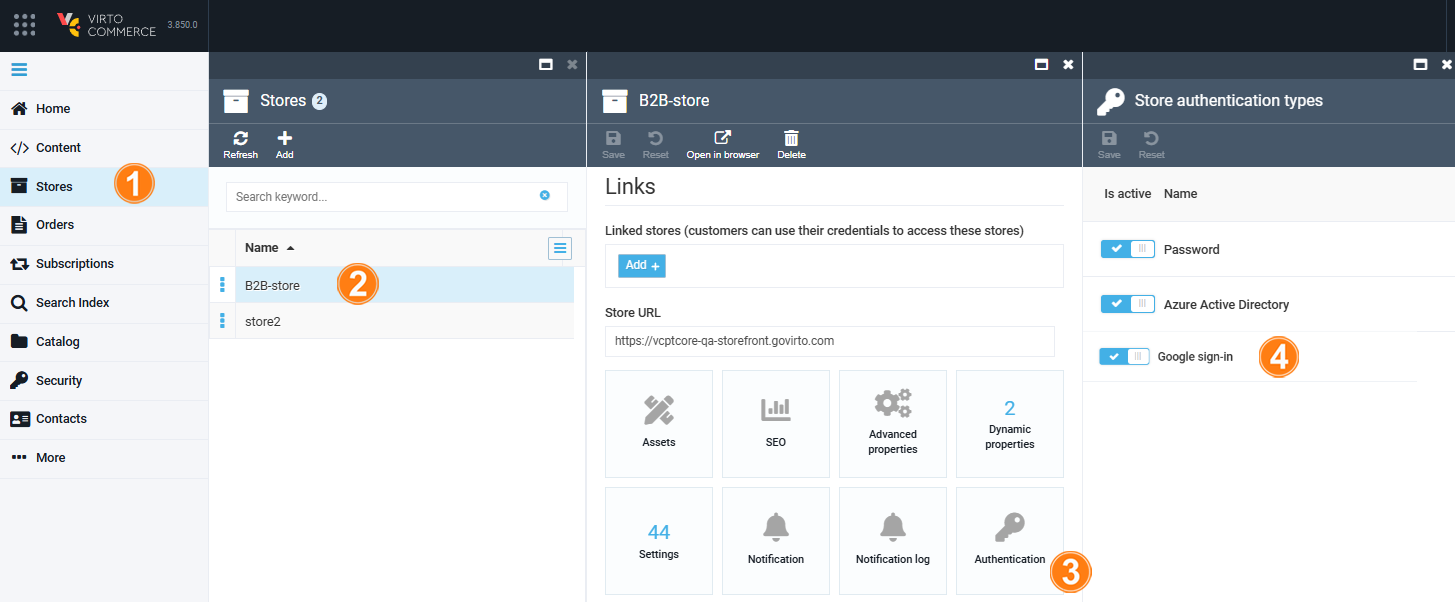 VIRTO
COMMERCE
3.850.0
Home
Content
Stores
1
Orders
Subscriptions
Search Index
Catalog
Security
Contacts
More
Stores 2
Refresh
Add
Search keyword...
Name
B2B-store
2
store2
B2B-store
Save
Reset
Open in browser
Delete
Links
Linked stores (customers can use their credentials to access these stores)
Add +
Store URL
https://vcptcore-qa-storefront.govirto.com
Assets
SEO
Advanced
properties
2
Dynamic
properties
44
Settings
Notification
Notification log
Authentication
3
Store authentication types
Save
Reset
Is active Name
Password
Azure Active Directory
Google sign-in
4